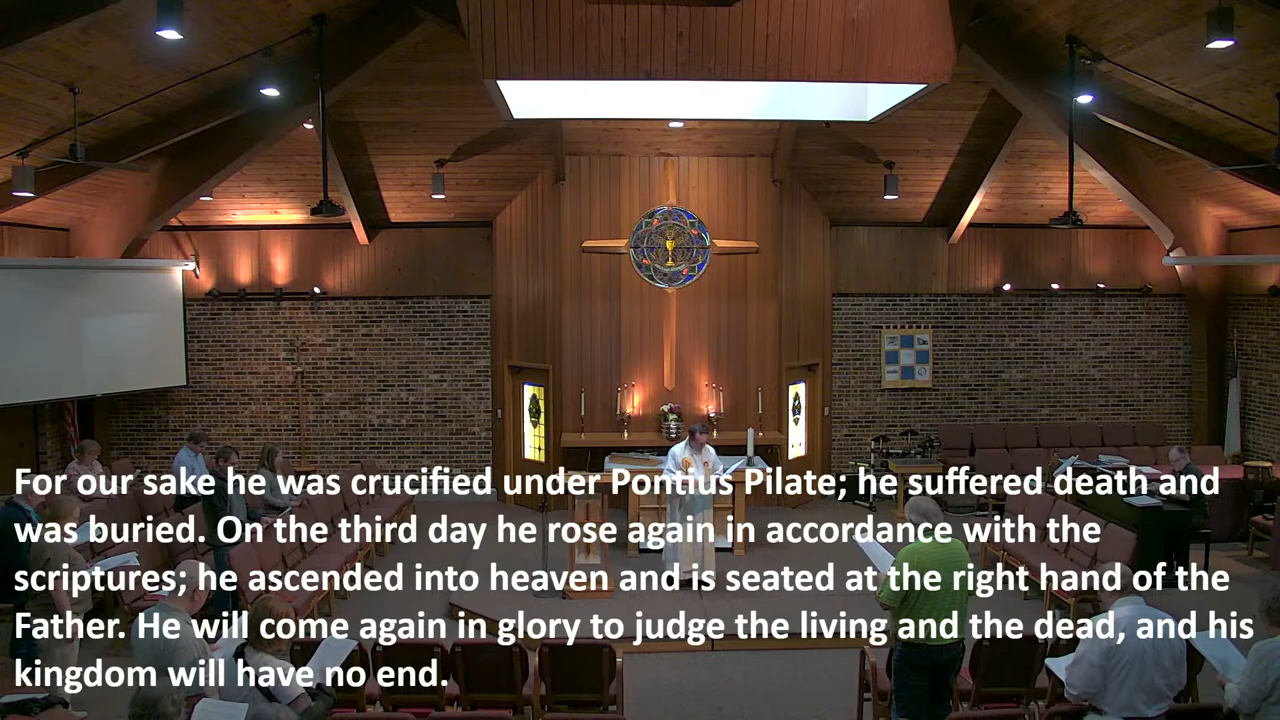 For our sake he was crucified under Pontius Pilate; he suffered death and
was buried. On the third day he rose again in accordance with the
scriptures; he ascended into heaven and is seated at the right hand of the
Father. He will come again in glory to judge the living and the dead, and his
kingdom will have no end.